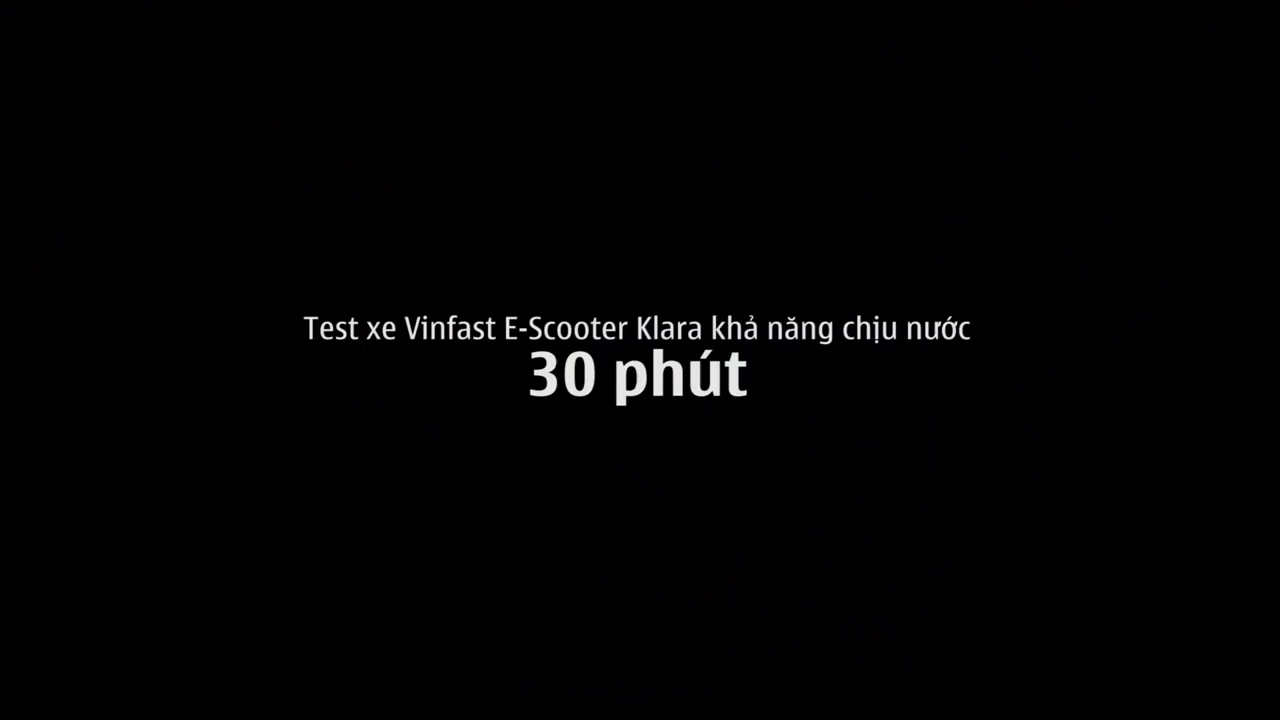 Test xe Vinfast E-Scooter Klara khả năng chịu nước
30 phút